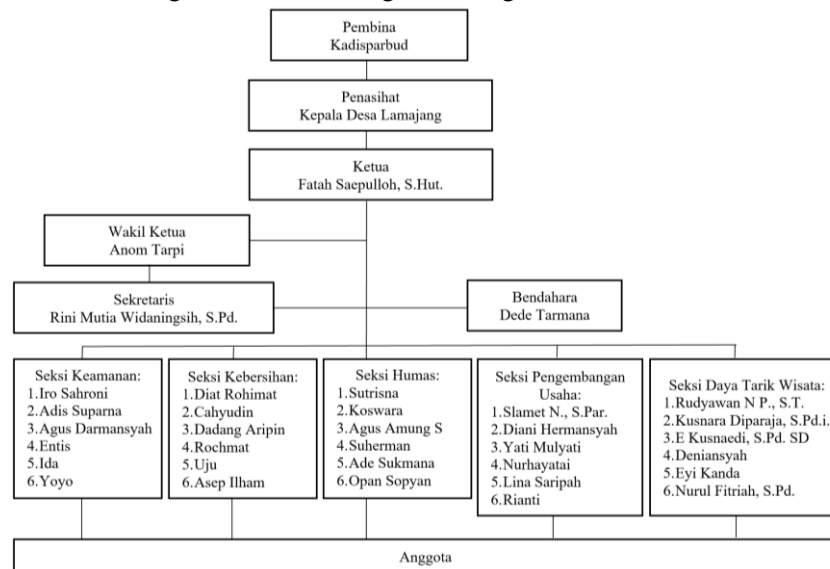 Pembina
Kadisparbud
Penasihat
Kepala Desa Lamajang
Ketua
Fatah Saepulloh, S.Hut.
Wakil Ketua
Anom Tarpi
Sekretaris
Rini Mutia Widaningsih, S.Pd.
Bendahara
Dede Tarmana
Seksi Keamanan:
1.Iro Sahroni
2.Adis Suparna
3.Agus Darmansyah
4.Entis
5.Ida
6.Yoyo
Seksi Kebersihan:
1.Diat Rohimat
2.Cahyudin
3.Dadang Aripin
4.Rochmat
5.Uju
6.Asep Ilham
Seksi Humas:
1.Sutrisna
2.Koswara
3.Agus Amung S
4.Suherman
5.Ade Sukmana
6.Opan Sopyan
Seksi Pengembangan
Usaha:
1.Slamet N., S.Par.
2.Diani Hermansyah
3.Yati Mulyati
4.Nurhayatai
5.Lina Saripah
6.Rianti
Seksi Daya Tarik Wisata:
1.Rudyawan N P., S.T.
2.Kusnara Diparaja, S.Pd.i.
3.E Kusnaedi, S.Pd. SD
4.Deniansyah
5.Eyi Kanda
6.Nurul Fitriah, S.Pd.
Anggota